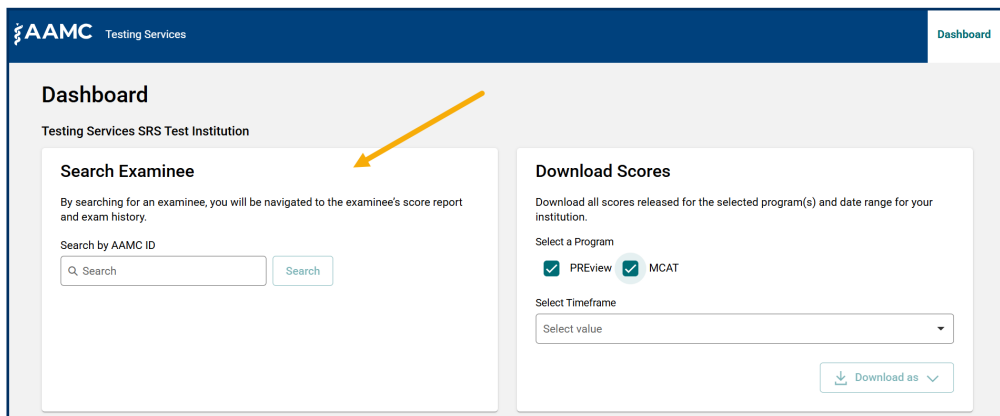 AAMC Testing Services
Dashboard
Dashboard
Testing Services SRS Test Institution
Search Examinee
By searching for an examinee, you will be navigated to the examinee's score report
and exam history.
Search by AAMC ID
Search
Search
Download Scores
Download all scores released for the selected program(s) and date range for your
institution.
Select a Program
PREview MCAT
Select Timeframe
Select value
Download as